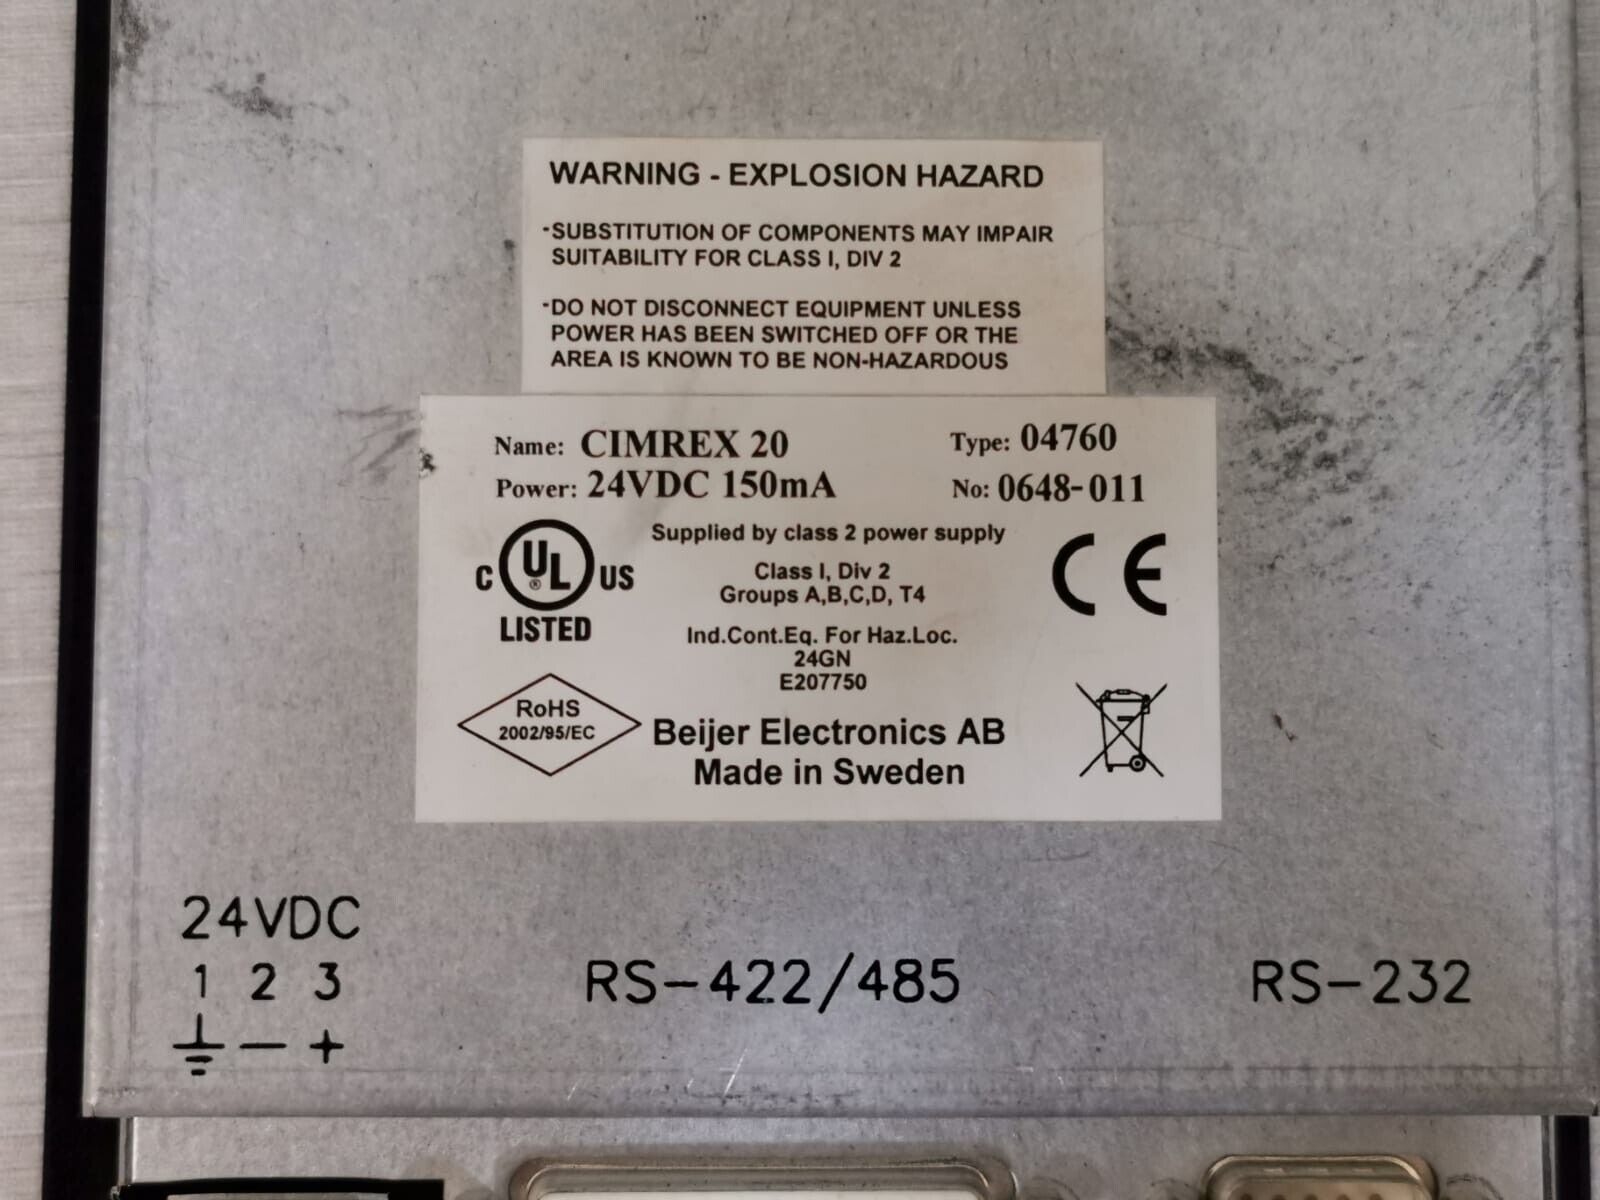 WARNING - EXPLOSION HAZARD
-SUBSTITUTION OF COMPONENTS MAY IMPAIR
SUITABILITY FOR CLASS I, DIV 2
-DO NOT DISCONNECT EQUIPMENT UNLESS
POWER HAS BEEN SWITCHED OFF OR THE
AREA IS KNOWN TO BE NON-HAZARDOUS
Name: CIMREX 20 Type: 04760
Power: 24VDC 150mA No: 0648-011
Supplied by class 2 power supply
C UL® US
LISTED
Class I, Div 2
Groups A,B,C,D, T4
CE
Ind.Cont.Eq. For Haz.Loc.
24GN
E207750
RoHS
2002/95/EC
Beijer Electronics AB
Made in Sweden
24VDC
1 2 3
⏚ − +
RS-422/485
RS-232